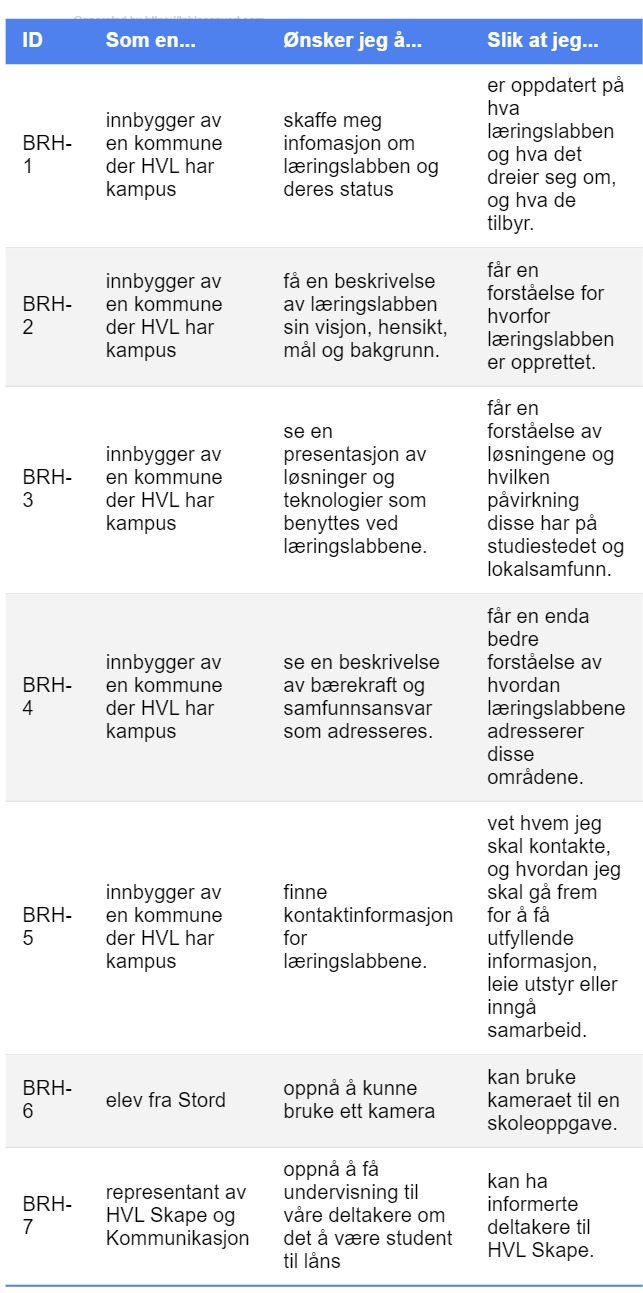 ID Som en... Ønsker jeg å... Slik at jeg...
BRH-
1
innbygger av
en kommune
der HVL har
kampus
skaffe meg
infomasjon om
læringslabben og
deres status
er oppdatert på
hva
læringslabben
og hva det
dreier seg om,
og hva de
tilbyr.
BRH-
2
innbygger av
en kommune
der HVL har
kampus
få en beskrivelse
av læringslabben
sin visjon, hensikt,
mål og bakgrunn.
får en
forståelse for
hvorfor
læringslabben
er opprettet.
BRH-
3
innbygger av
en kommune
der HVL har
kampus
se en
presentasjon av
løsninger og
teknologier som
benyttes ved
læringslabbene.
får en
forståelse av
løsningene og
hvilken
påvirkning
disse har på
studiestedet og
lokalsamfunn.
BRH-
4
innbygger av
en kommune
der HVL har
kampus
se en beskrivelse
av bærekraft og
samfunnsansvar
som adresseres.
får en enda
bedre
forståelse av
hvordan
læringslabbene
adresserer
disse
områdene.
BRH-
5
innbygger av
en kommune
der HVL har
kampus
finne
kontaktinformasjon
for
læringslabbene.
vet hvem jeg
skal kontakte,
og hvordan jeg
skal gå frem
for å få
utfyllende
informasjon,
leie utstyr eller
inngå
samarbeid.
BRH-
6
elev fra Stord
oppnå å kunne
bruke ett kamera
kan bruke
kameraet til en
skoleoppgave.
BRH-
7
representant av
HVL Skape og
Kommunikasjon
oppnå å få
undervisning til
våre deltakere om
det å være student
til låns
kan ha
informerte
deltakere til
HVL Skape.